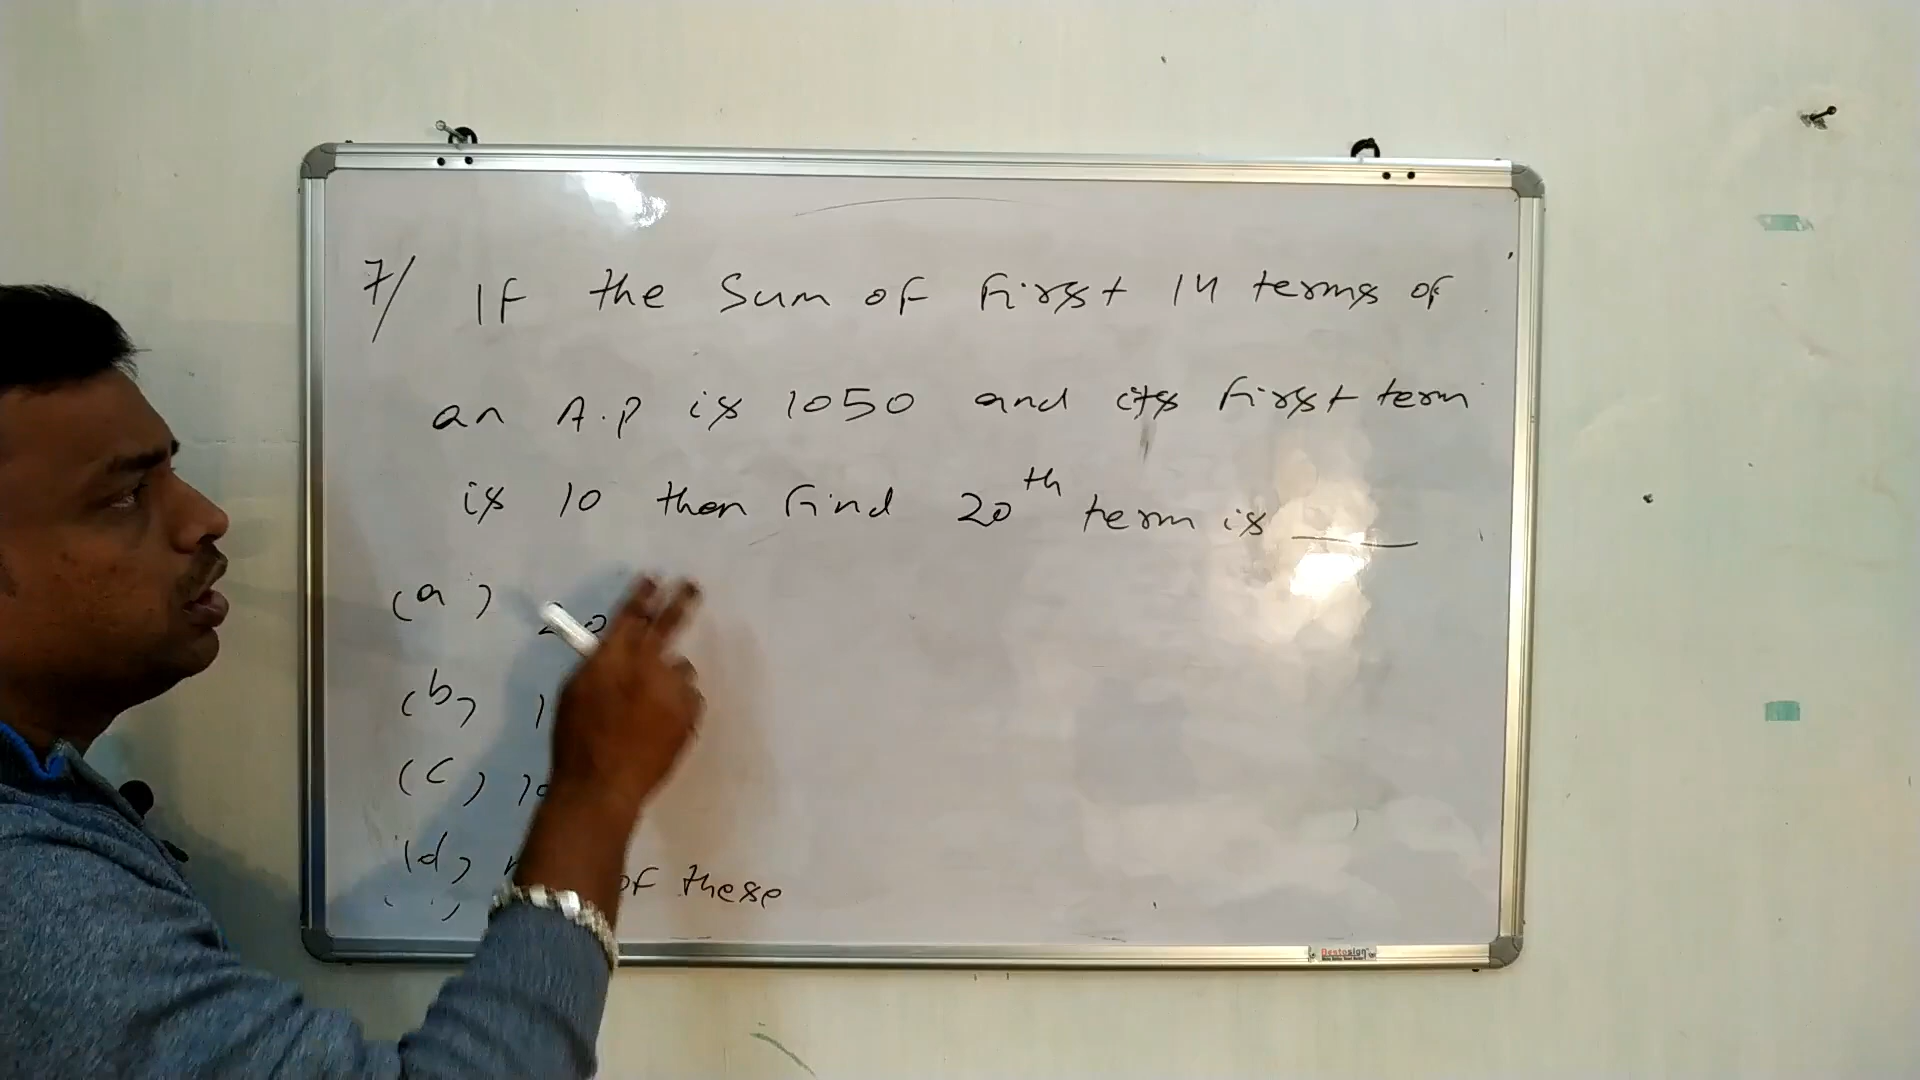 7/ If the Sum of First 14 terms of
an A.P is 1050 and its First term
is 10 then Find 20th term is ____
(a)
(b)
(c)
(d) of these
Bestosign